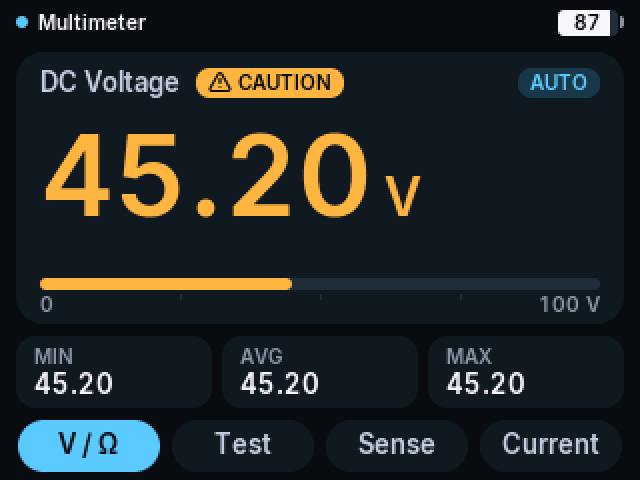 Multimeter
87
DC Voltage
CAUTION
AUTO
45.20 V
0
100 V
MIN
45.20
AVG
45.20
MAX
45.20
V / Ω
Test
Sense
Current